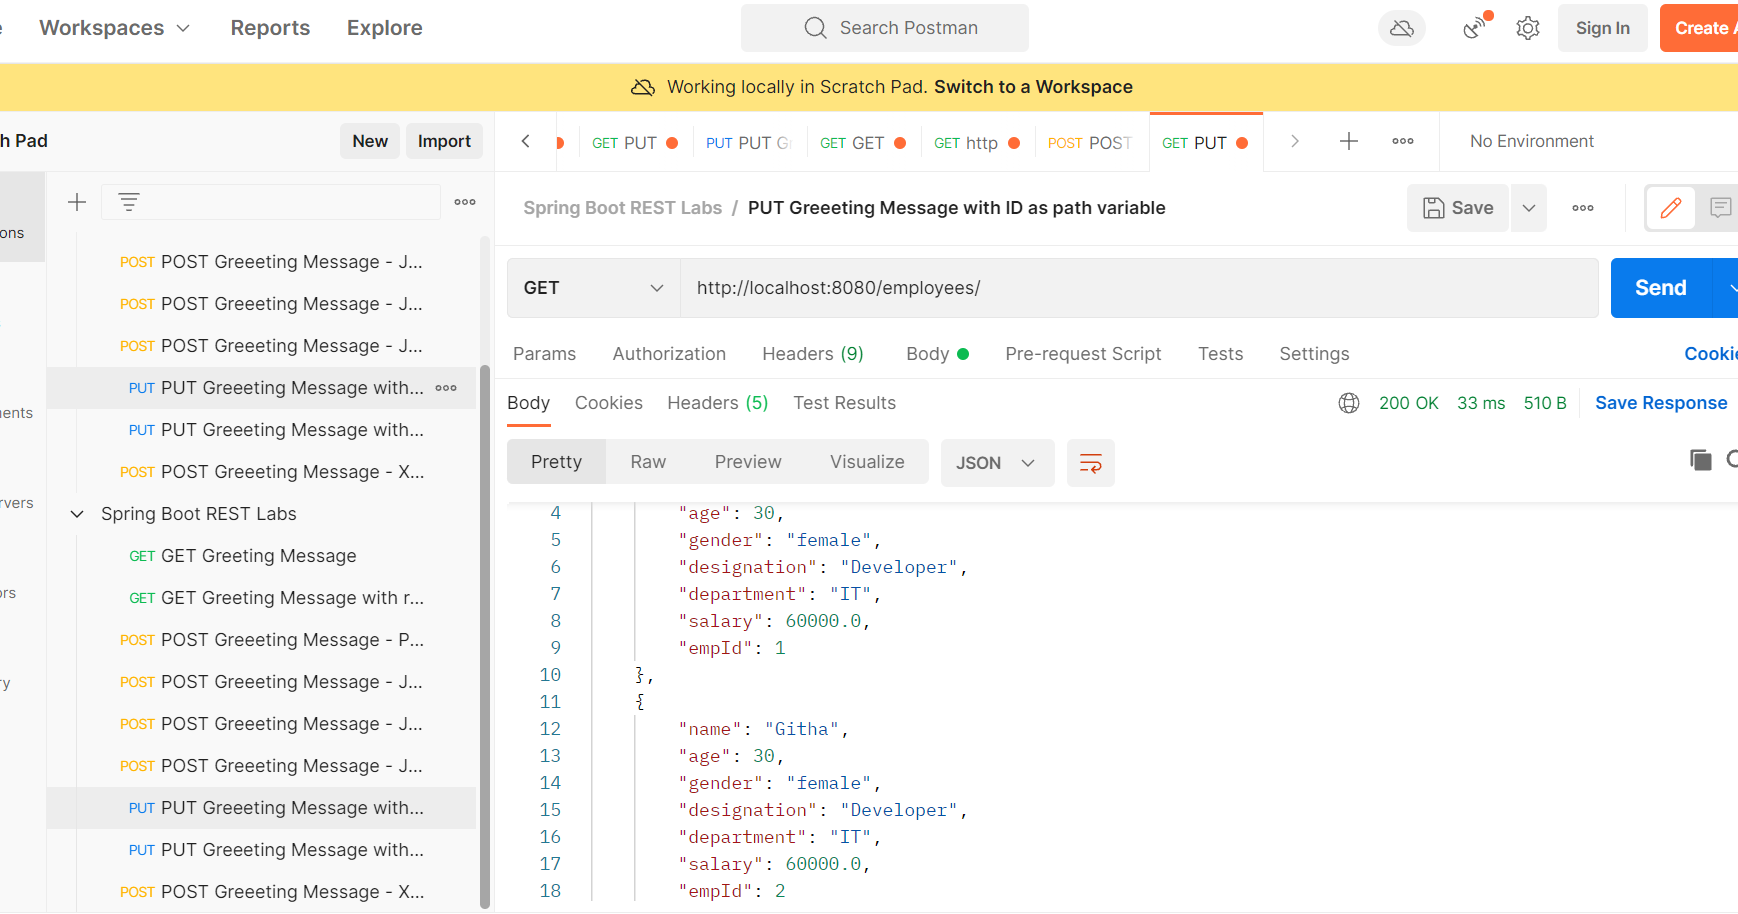 Workspaces
Reports
Explore
Search Postman
Sign In
Create A
Working locally in Scratch Pad. Switch to a Workspace
h Pad
New
Import
GET PUT
PUT PUT G
GET GET
GET http
POST POST
GET PUT
No Environment
ons
ents
rvers
ors
ry
POST POST Greeeting Message - J...
POST POST Greeeting Message - J...
POST POST Greeeting Message - J...
PUT PUT Greeeting Message with...
PUT PUT Greeeting Message with...
POST POST Greeeting Message - X...
Spring Boot REST Labs
GET GET Greeting Message
GET GET Greeting Message with r...
POST POST Greeeting Message - P...
POST POST Greeeting Message - J...
POST POST Greeeting Message - J...
POST POST Greeeting Message - J...
PUT PUT Greeeting Message with...
PUT PUT Greeeting Message with...
POST POST Greeeting Message - X...
Spring Boot REST Labs / PUT Greeeting Message with ID as path variable
Save
GET
http://localhost:8080/employees/
Send
Params
Authorization
Headers (9)
Body
Pre-request Script
Tests
Settings
Cookie
Body
Cookies
Headers (5)
Test Results
200 OK
33 ms
510 B
Save Response
Pretty
Raw
Preview
Visualize
JSON
4 "age": 30,
5 "gender": "female",
6 "designation": "Developer",
7 "department": "IT",
8 "salary": 60000.0,
9 "empId": 1
10 },
11 {
12 "name": "Githa",
13 "age": 30,
14 "gender": "female",
15 "designation": "Developer",
16 "department": "IT",
17 "salary": 60000.0,
18 "empId": 2